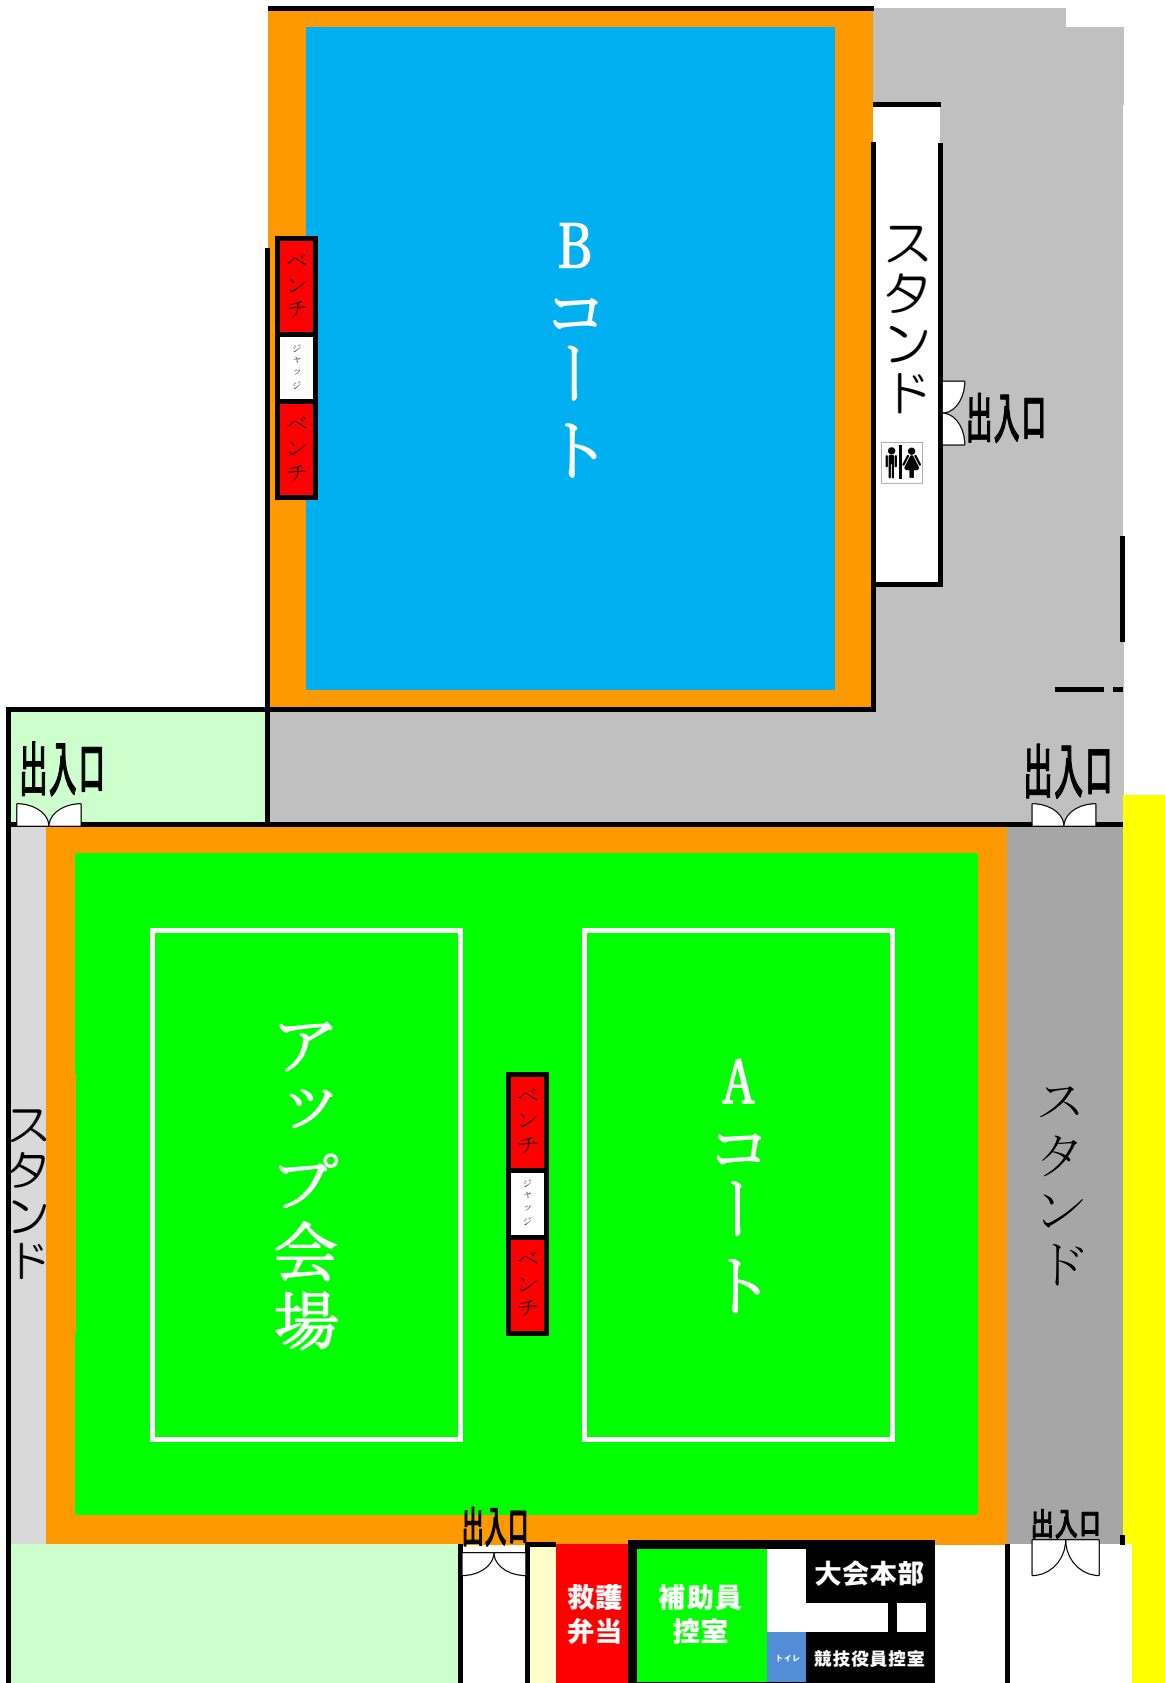 Bコート
ベンチ
ジャッジ
ベンチ
スタンド
出入口
出入口
出入口
スタンド
アップ会場
ベンチ
ジャッジ
ベンチ
Aコート
スタンド
出入口
出入口
救護
弁当
補助員
控室
大会本部
トイレ
競技役員控室